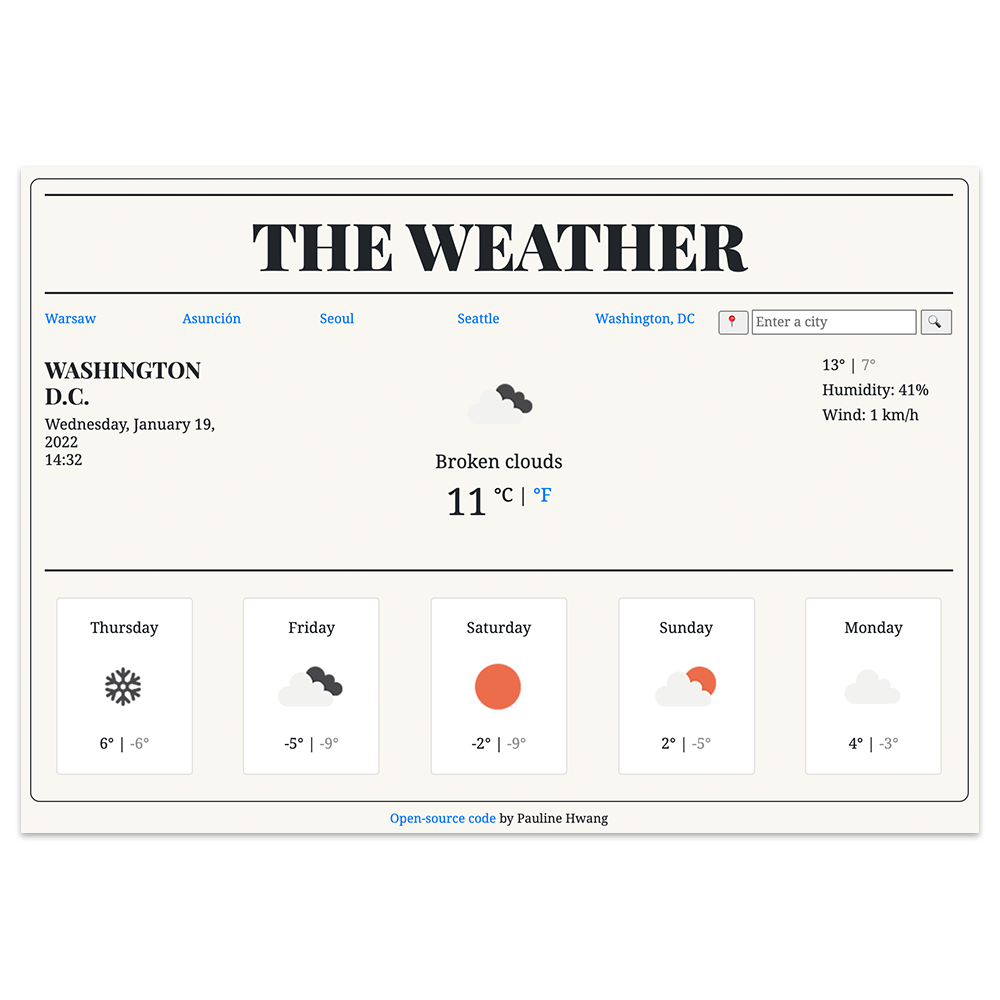 THE WEATHER
Warsaw Asunción Seoul Seattle Washington, DC Enter a city
WASHINGTON
D.C.
Wednesday, January 19,
2022
14:32
Broken clouds
11 °C | °F
13° | 7°
Humidity: 41%
Wind: 1 km/h
Thursday
6° | -6°
Friday
-5° | -9°
Saturday
-2° | -9°
Sunday
2° | -5°
Monday
4° | -3°
Open-source code by Pauline Hwang